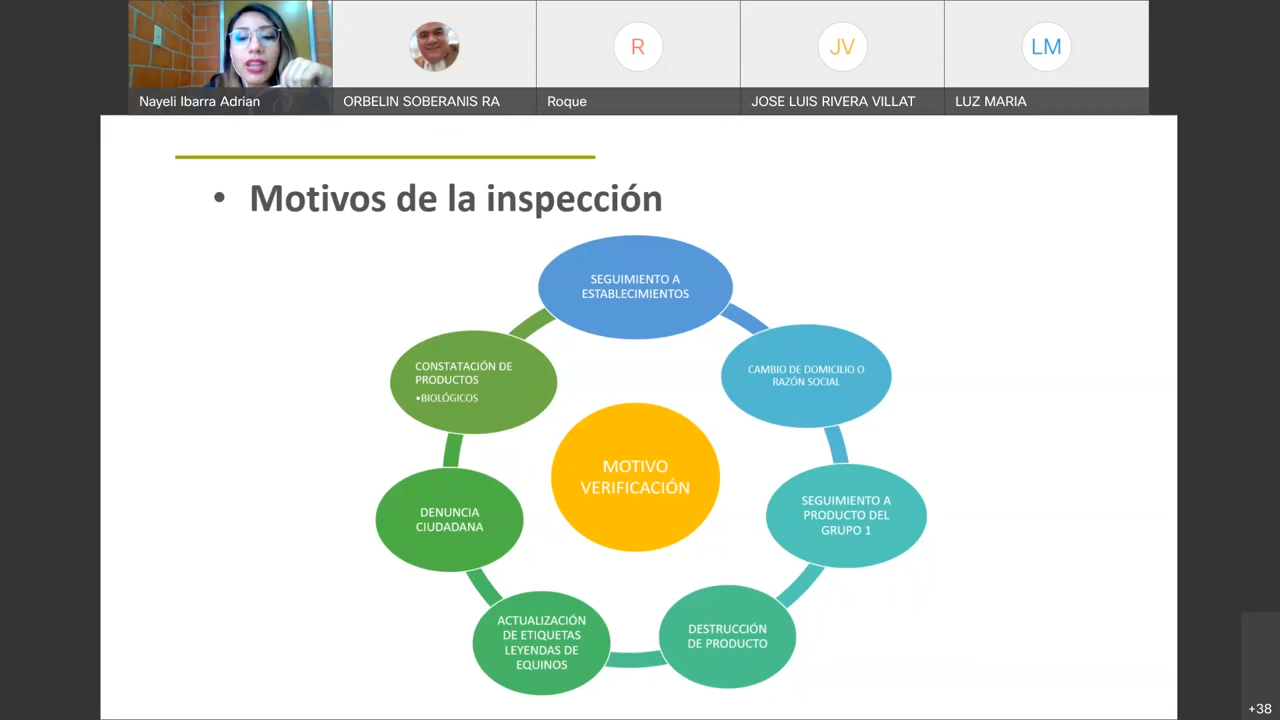 Nayeli Ibarra Adrian
ORBELIN SOBERANIS RA
R
Roque
JV
JOSE LUIS RIVERA VILLAT
LM
LUZ MARIA
• Motivos de la inspección
SEGUIMIENTO A
ESTABLECIMIENTOS
CAMBIO DE DOMICILIO O
RAZÓN SOCIAL
SEGUIMIENTO A
PRODUCTO DEL
GRUPO 1
DESTRUCCIÓN
DE PRODUCTO
ACTUALIZACIÓN
DE ETIQUETAS
LEYENDAS DE
EQUINOS
DENUNCIA
CIUDADANA
CONSTATACIÓN DE
PRODUCTOS
•BIOLÓGICOS
MOTIVO
VERIFICACIÓN
+38